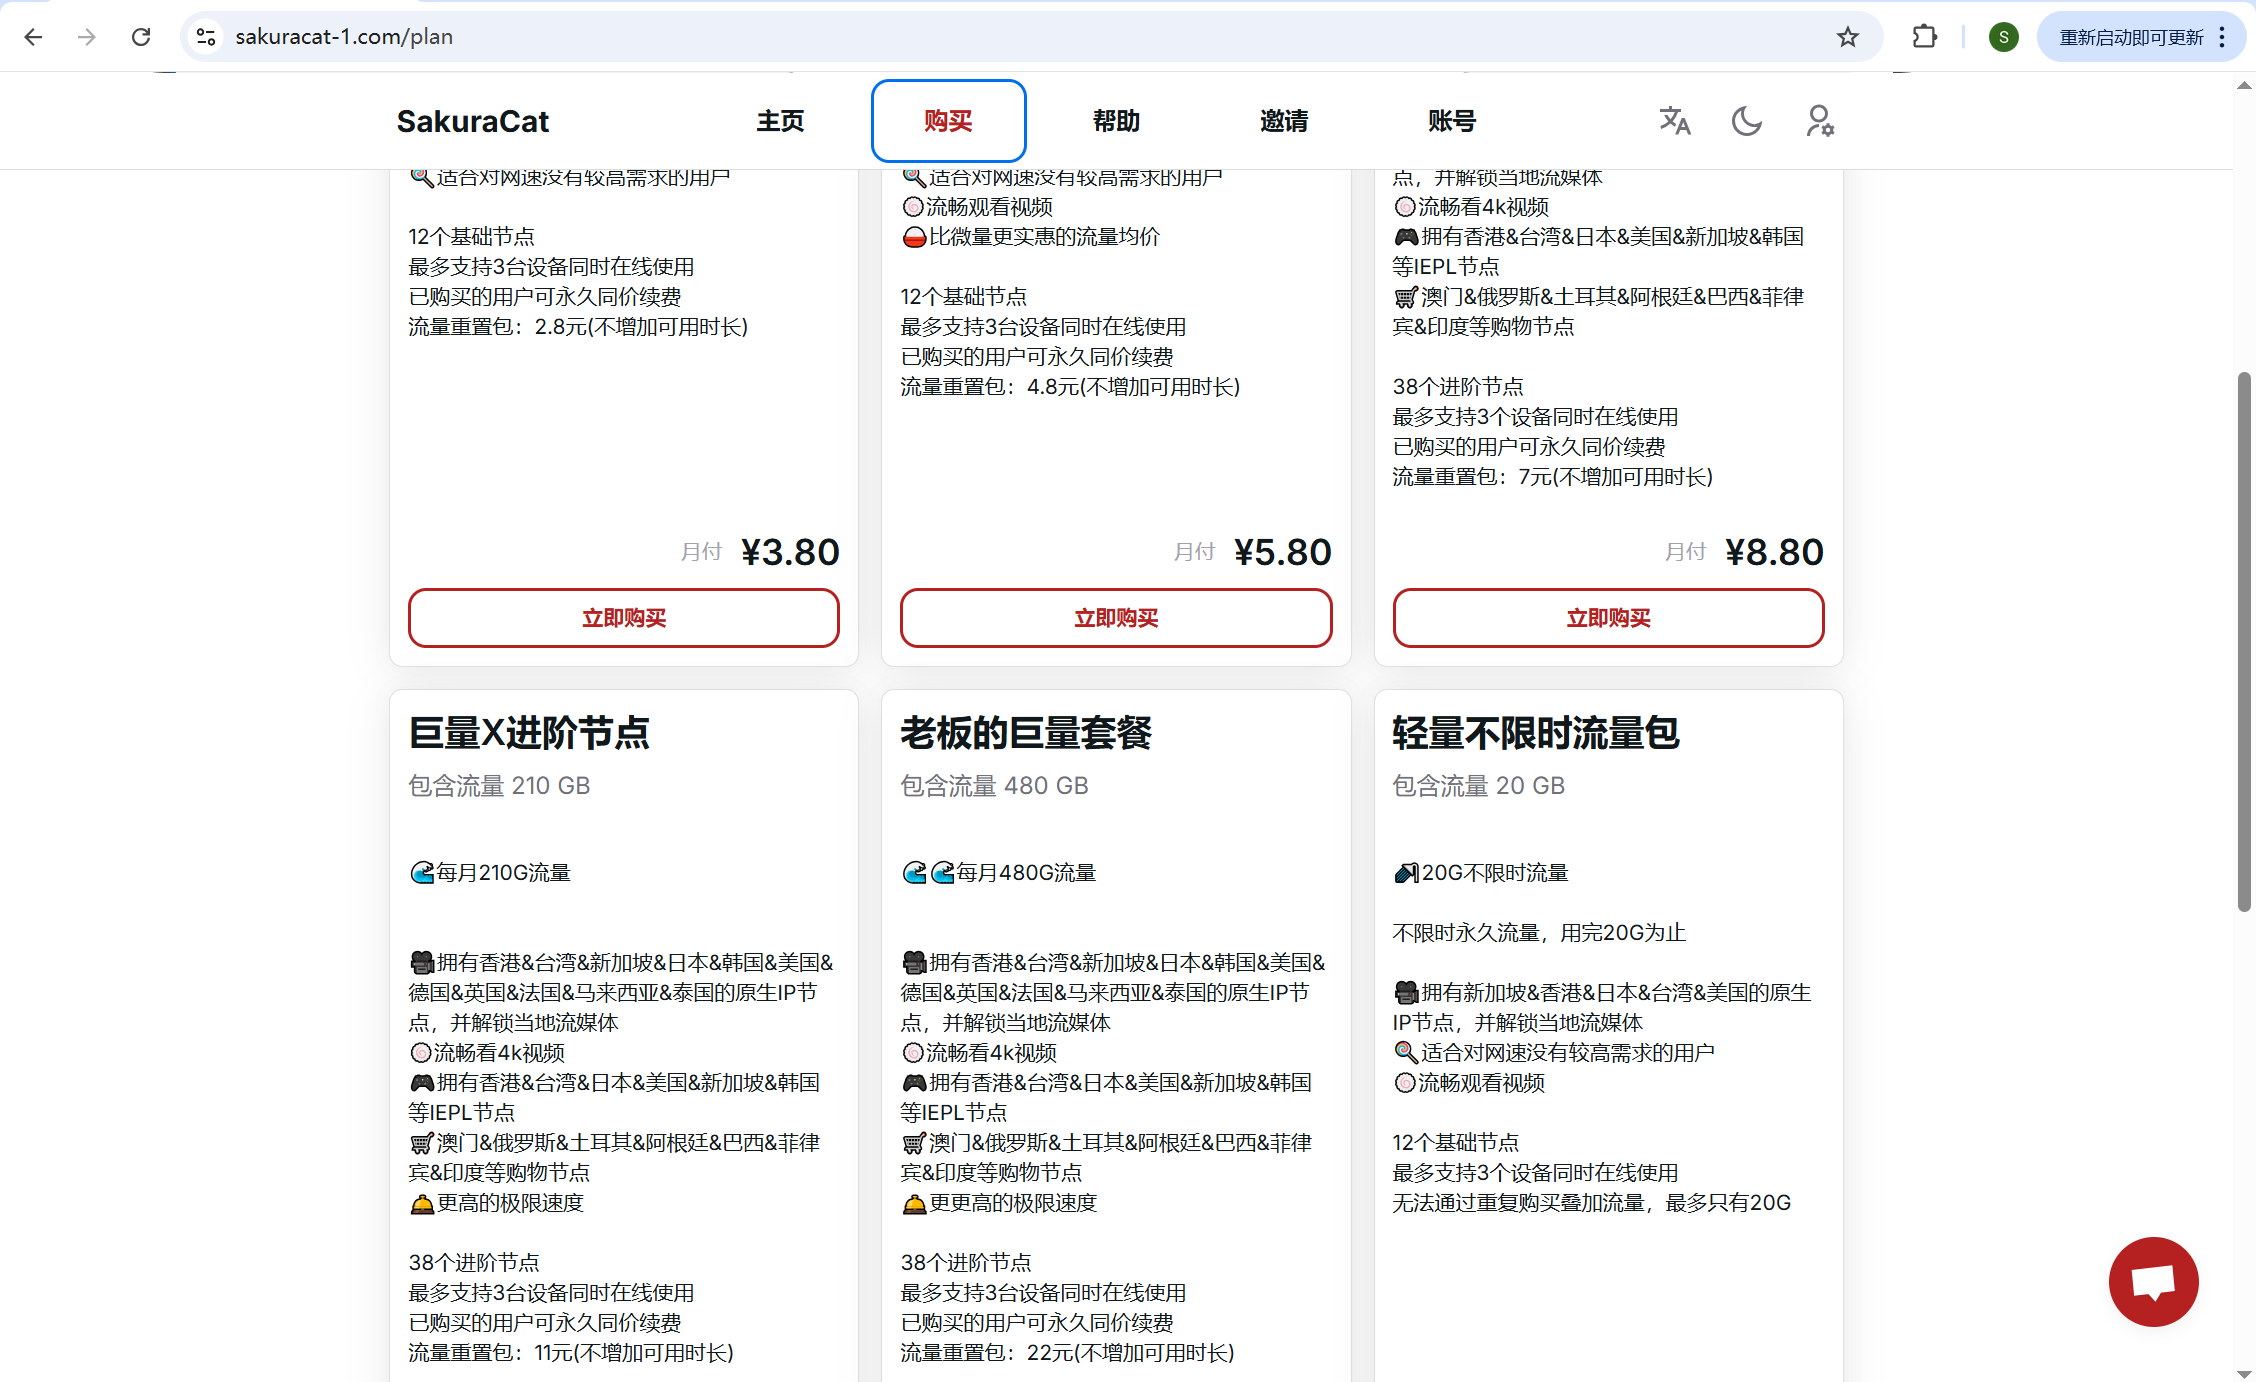 sakuracat-1.com/plan
S
重新启动即可更新
SakuraCat
主页
购买
帮助
邀请
账号
适合对网速没有较高需求的用户
12个基础节点
最多支持3台设备同时在线使用
已购买的用户可永久同价续费
流量重置包：2.8元(不增加可用时长)
月付 ¥3.80
立即购买
适合对网速没有较高需求的用户
流畅观看视频
比微量更实惠的流量均价
12个基础节点
最多支持3台设备同时在线使用
已购买的用户可永久同价续费
流量重置包：4.8元(不增加可用时长)
月付 ¥5.80
立即购买
点，并解锁当地流媒体
流畅看4k视频
🎮拥有香港&台湾&日本&美国&新加坡&韩国
等IEPL节点
🛒澳门&俄罗斯&土耳其&阿根廷&巴西&菲律
宾&印度等购物节点
38个进阶节点
最多支持3个设备同时在线使用
已购买的用户可永久同价续费
流量重置包：7元(不增加可用时长)
月付 ¥8.80
立即购买
巨量X进阶节点
包含流量 210 GB
🌊每月210G流量
🎥拥有香港&台湾&新加坡&日本&韩国&美国&
德国&英国&法国&马来西亚&泰国的原生IP节
点，并解锁当地流媒体
流畅看4k视频
🎮拥有香港&台湾&日本&美国&新加坡&韩国
等IEPL节点
🛒澳门&俄罗斯&土耳其&阿根廷&巴西&菲律
宾&印度等购物节点
🛎更高的极限速度
38个进阶节点
最多支持3台设备同时在线使用
已购买的用户可永久同价续费
流量重置包：11元(不增加可用时长)
老板的巨量套餐
包含流量 480 GB
🌊🌊每月480G流量
🎥拥有香港&台湾&新加坡&日本&韩国&美国&
德国&英国&法国&马来西亚&泰国的原生IP节
点，并解锁当地流媒体
流畅看4k视频
🎮拥有香港&台湾&日本&美国&新加坡&韩国
等IEPL节点
🛒澳门&俄罗斯&土耳其&阿根廷&巴西&菲律
宾&印度等购物节点
🛎更更高的极限速度
38个进阶节点
最多支持3台设备同时在线使用
已购买的用户可永久同价续费
流量重置包：22元(不增加可用时长)
轻量不限时流量包
包含流量 20 GB
20G不限时流量
不限时永久流量，用完20G为止
🎥拥有新加坡&香港&日本&台湾&美国的原生
IP节点，并解锁当地流媒体
适合对网速没有较高需求的用户
流畅观看视频
12个基础节点
最多支持3个设备同时在线使用
无法通过重复购买叠加流量，最多只有20G